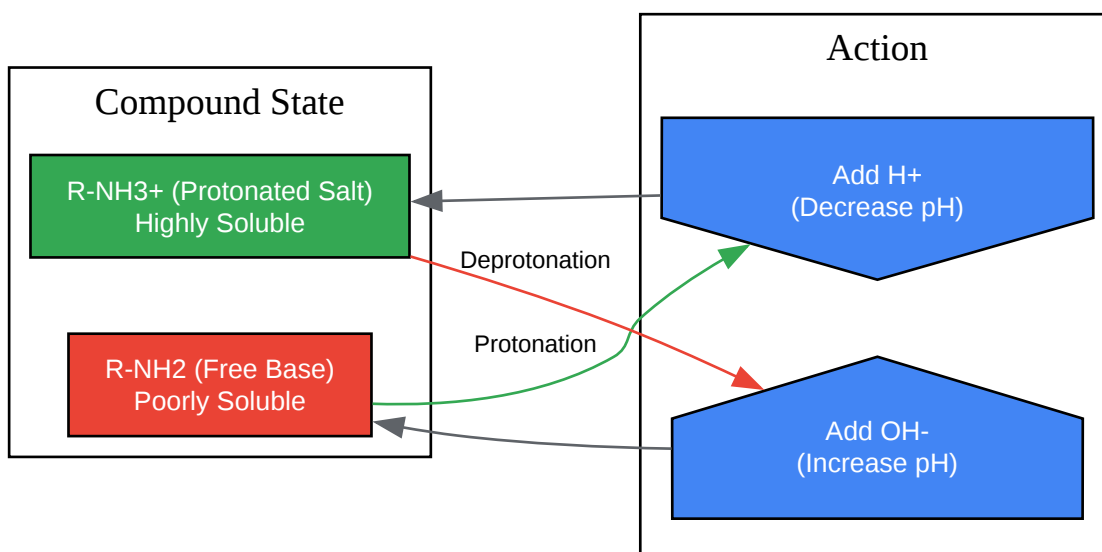 Compound State
R-NH3+ (Protonated Salt)
Highly Soluble
R-NH2 (Free Base)
Poorly Soluble
Deprotonation
Protonation
Action
Add H+
(Decrease pH)
Add OH-
(Increase pH)